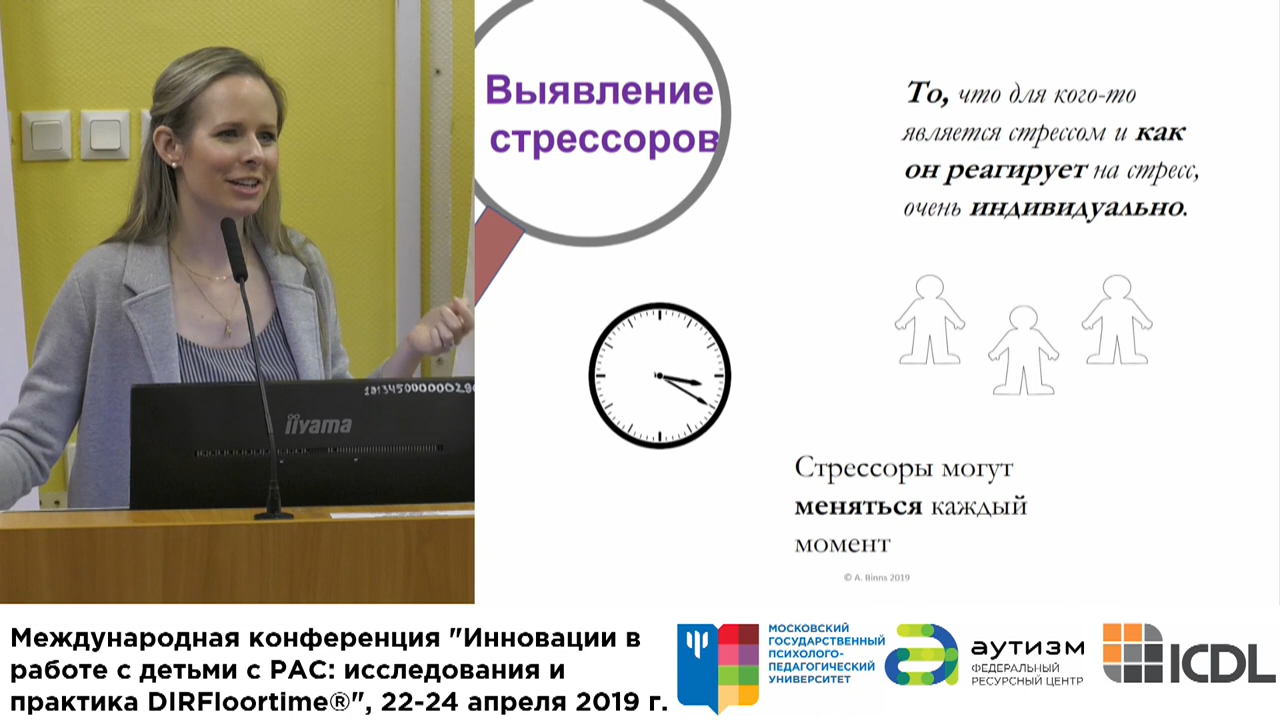 Выявление
стрессоров
То, что для кого-то
является стрессом и как
он реагирует на стресс,
очень индивидуально.
Стрессоры могут
меняться каждый
момент
© A. Binns 2019
iiyama
Международная конференция "Инновации в
работе с детьми с РАС: исследования и
практика DIRFloortime®", 22-24 апреля 2019 г.
МОСКОВСКИЙ
ГОСУДАРСТВЕННЫЙ
ПСИХОЛОГО-
ПЕДАГОГИЧЕСКИЙ
УНИВЕРСИТЕТ
аутизм
ФЕДЕРАЛЬНЫЙ
РЕСУРСНЫЙ ЦЕНТР
ICDL